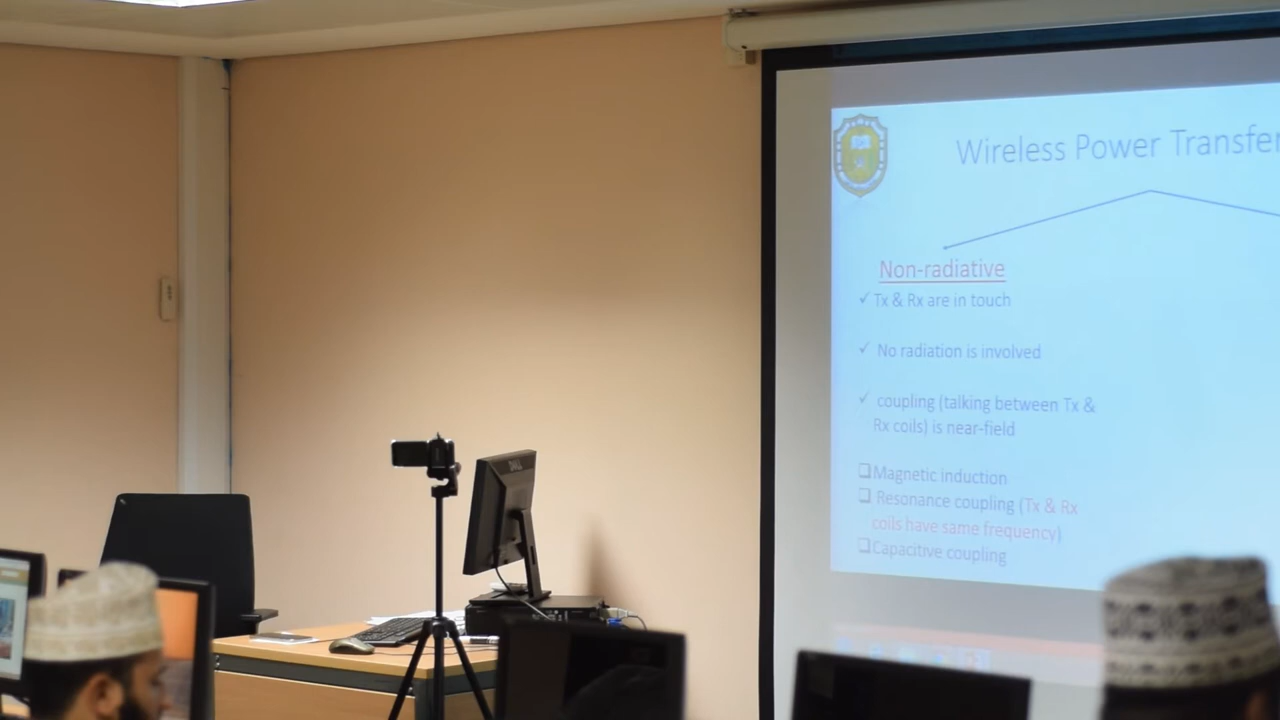 Wireless Power Transfer
Non-radiative
✓ Tx & Rx are in touch
✓ No radiation is involved
✓ coupling (talking between Tx &
Rx coils) is near-field
❑ Magnetic induction
❑ Resonance coupling (Tx & Rx
coils have same frequency)
❑ Capacitive coupling
DELL